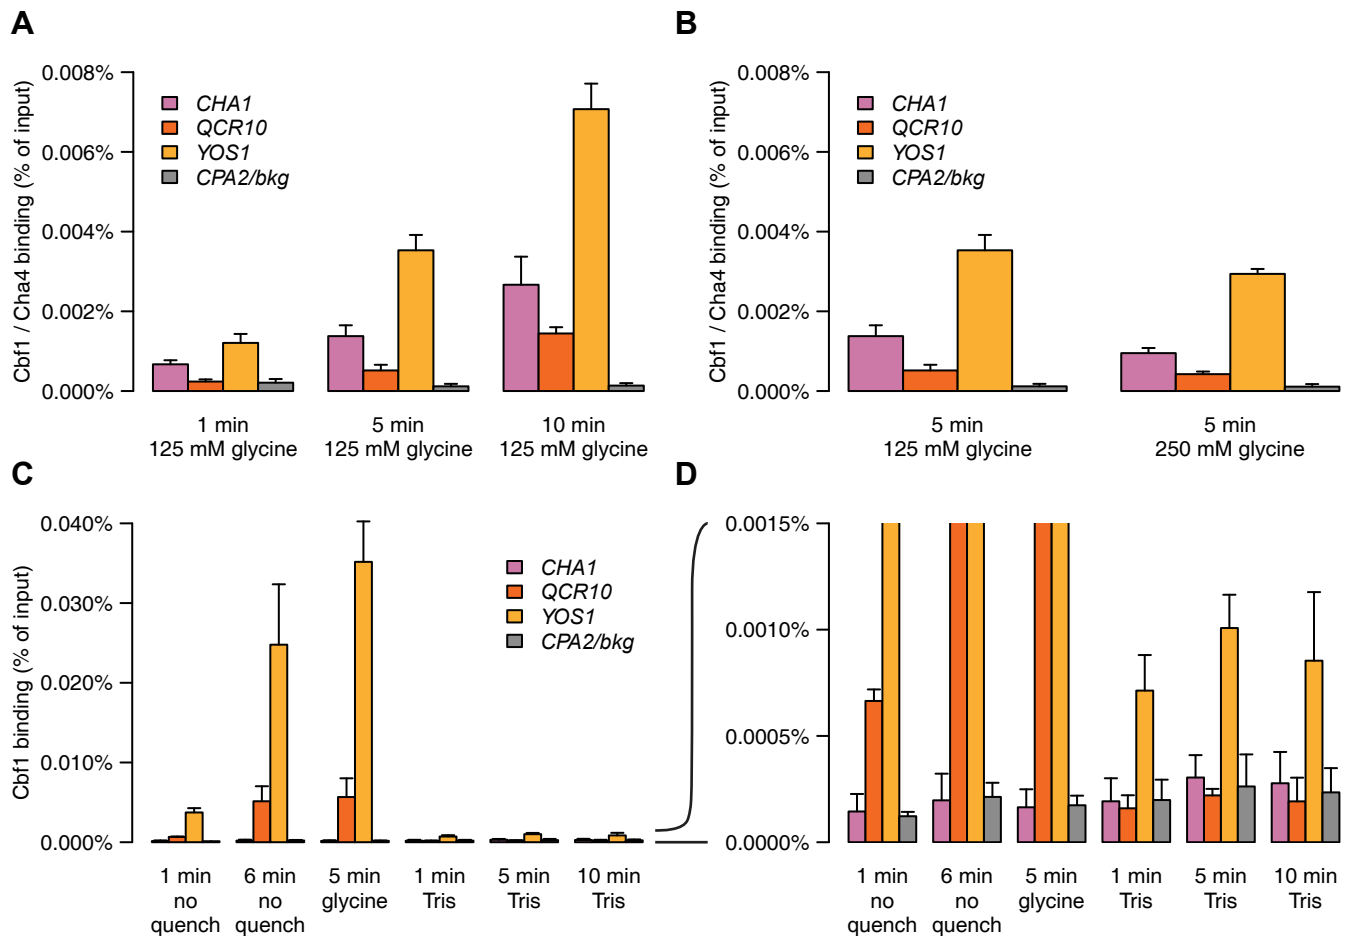 A
Cbf1 / Cha4 binding (% of input)
0.008%
0.006%
0.004%
0.002%
0.000%
CHA1
QCR10
YOS1
CPA2/bkg
1 min
125 mM glycine
5 min
125 mM glycine
10 min
125 mM glycine
B
Cbf1 / Cha4 binding (% of input)
0.008%
0.006%
0.004%
0.002%
0.000%
CHA1
QCR10
YOS1
CPA2/bkg
5 min
125 mM glycine
5 min
250 mM glycine
C
Cbf1 binding (% of input)
0.040%
0.030%
0.020%
0.010%
0.000%
CHA1
QCR10
YOS1
CPA2/bkg
1 min
no
quench
6 min
no
quench
5 min
glycine
1 min
Tris
5 min
Tris
10 min
Tris
D
0.0015%
0.0010%
0.0005%
0.0000%
1 min
no
quench
6 min
no
quench
5 min
glycine
1 min
Tris
5 min
Tris
10 min
Tris